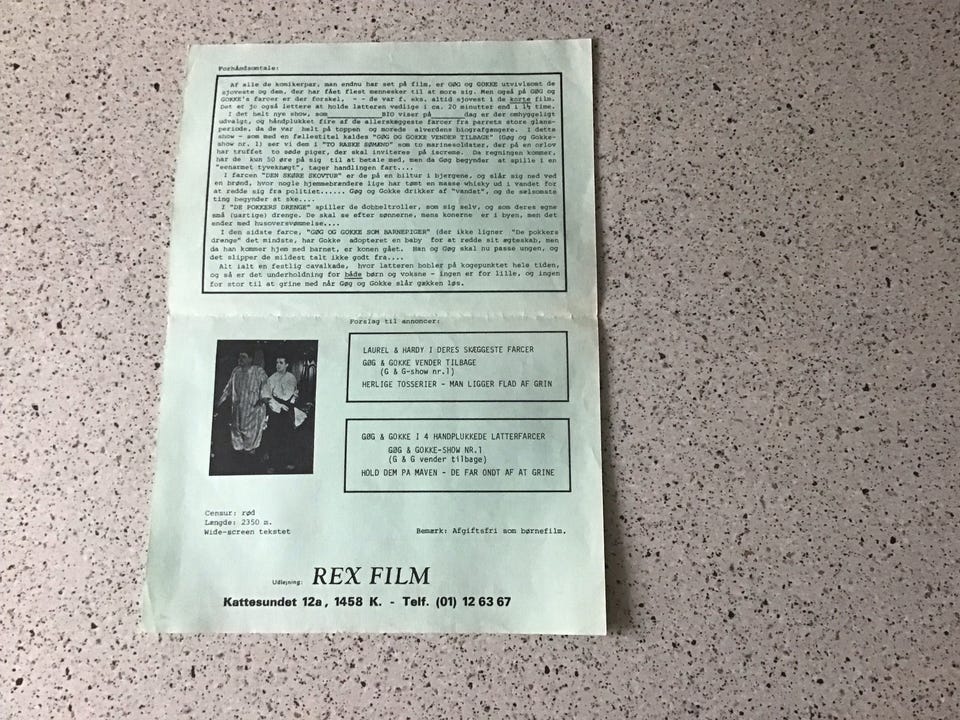 Forhåndsomtale:
Af alle de komikerpar, man endnu har set på film, er GØG og GOKKE utvivlsomt de
sjoveste og dem, der har fået flest mennesker til at more sig. Men også på GØG og
GOKKE's farcer er der forskel, - - de var f. eks. altid sjovest i de korte film.
Det er jo også lettere at holde latteren vedlige i ca. 20 minutter end i 1½ time.
I det helt nye show, som____________BIO viser på________dag er der omhyggeligt
udvalgt, og håndplukket fire af de allerskæggeste farcer fra parrets store glans-
periode, da de var helt på toppen og morede alverdens biografgængere. I dette
show - som med en fællestitel kaldes "GØG OG GOKKE VENDER TILBAGE" (Gøg og Gokke-
show nr. 1) ser vi dem i "TO RASKE SØMÆND" som to marinesoldater, der på en orlov
har truffet to søde piger, der skal inviteres på iscreme. Da regningen kommer,
har de kun 50 øre på sig til at betale med, men da Gøg begynder at spille i en
"eenarmet tyveknægt", tager handlingen fart....
I farcen "DEN SKØRE SKOVTUR" er de på en biltur i bjergene, og slår sig ned ved
en brønd, hvor nogle hjemmebrændere lige har tømt en masse whisky ud i vandet for
at redde sig fra politiet...... Gøg og Gokke drikker af "vandet", og de sælsomste
ting begynder at ske....
I "DE POKKERS DRENGE" spiller de dobbeltroller, som sig selv, og som deres egne
små (uartige) drenge. De skal se efter sønnerne, mens konerne er i byen, men det
ender med husoversvømmelse....
I den sidste farce, "GØG OG GOKKE SOM BARNEPIGER" (der ikke ligner "De pokkers
drenge" det mindste, har Gokke adopteret en baby for at redde sit ægteskab, men
da han kommer hjem med barnet, er konen gået. Han og Gøg skal nu passe ungen, og
det slipper de mildest talt ikke godt fra....
Alt ialt en festlig cavalkade, hvor latteren bobler på kogepunktet hele tiden,
og så er det underholdning for både børn og voksne - ingen er for lille, og ingen
for stor til at grine med når Gøg og Gokke slår gækken løs.
Forslag til annoncer:
LAUREL & HARDY I DERES SKÆGGESTE FARCER
GØG & GOKKE VENDER TILBAGE
(G & G-show nr.1)
HERLIGE TOSSERIER - MAN LIGGER FLAD AF GRIN
GØG & GOKKE I 4 HANDPLUKKEDE LATTERFARCER
GØG & GOKKE-SHOW NR.1
(G & G vender tilbage)
HOLD DEM PA MAVEN - DE FAR ONDT AF AT GRINE
Censur: rød
Længde: 2350 m.
Wide-screen tekstet
Bemærk: Afgiftsfri som børnefilm.
Udlejning: REX FILM
Kattesundet 12a, 1458 K. - Telf. (01) 12 63 67